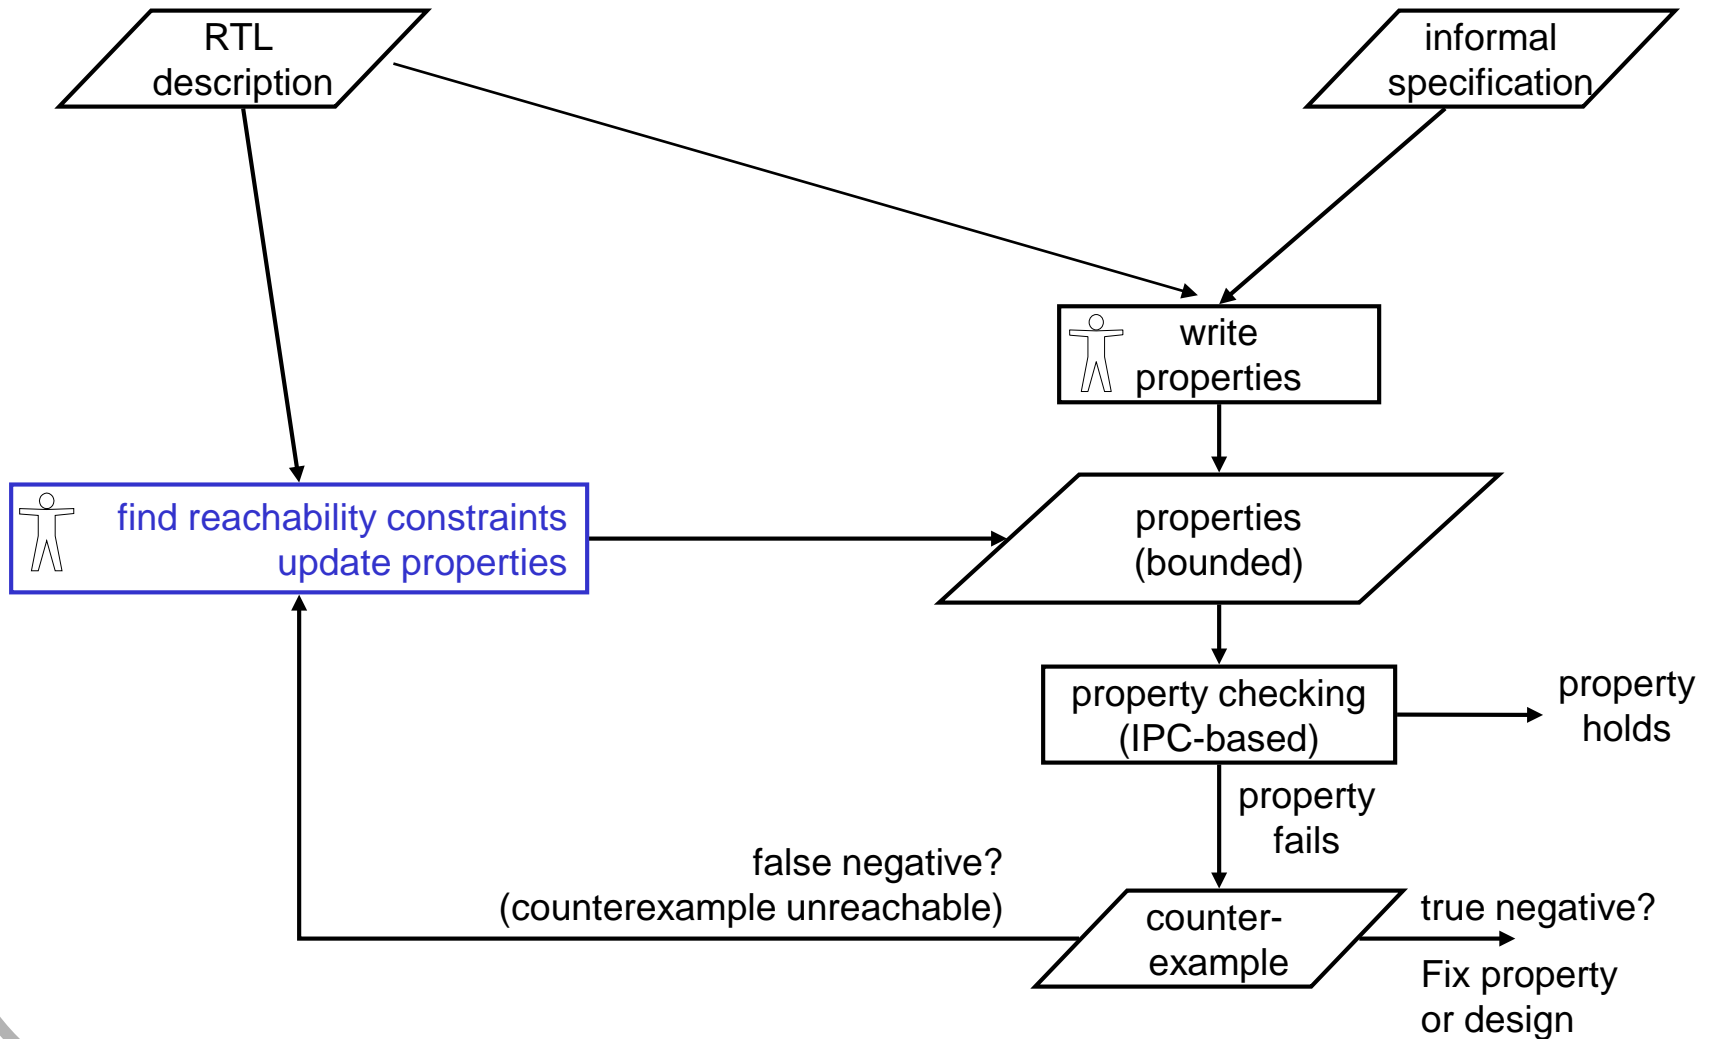 RTL
description
informal
specification
write
properties
find reachability constraints
update properties
properties
(bounded)
property checking
(IPC-based)
property
holds
property
fails
false negative?
(counterexample unreachable)
counter-
example
true negative?
Fix property
or design